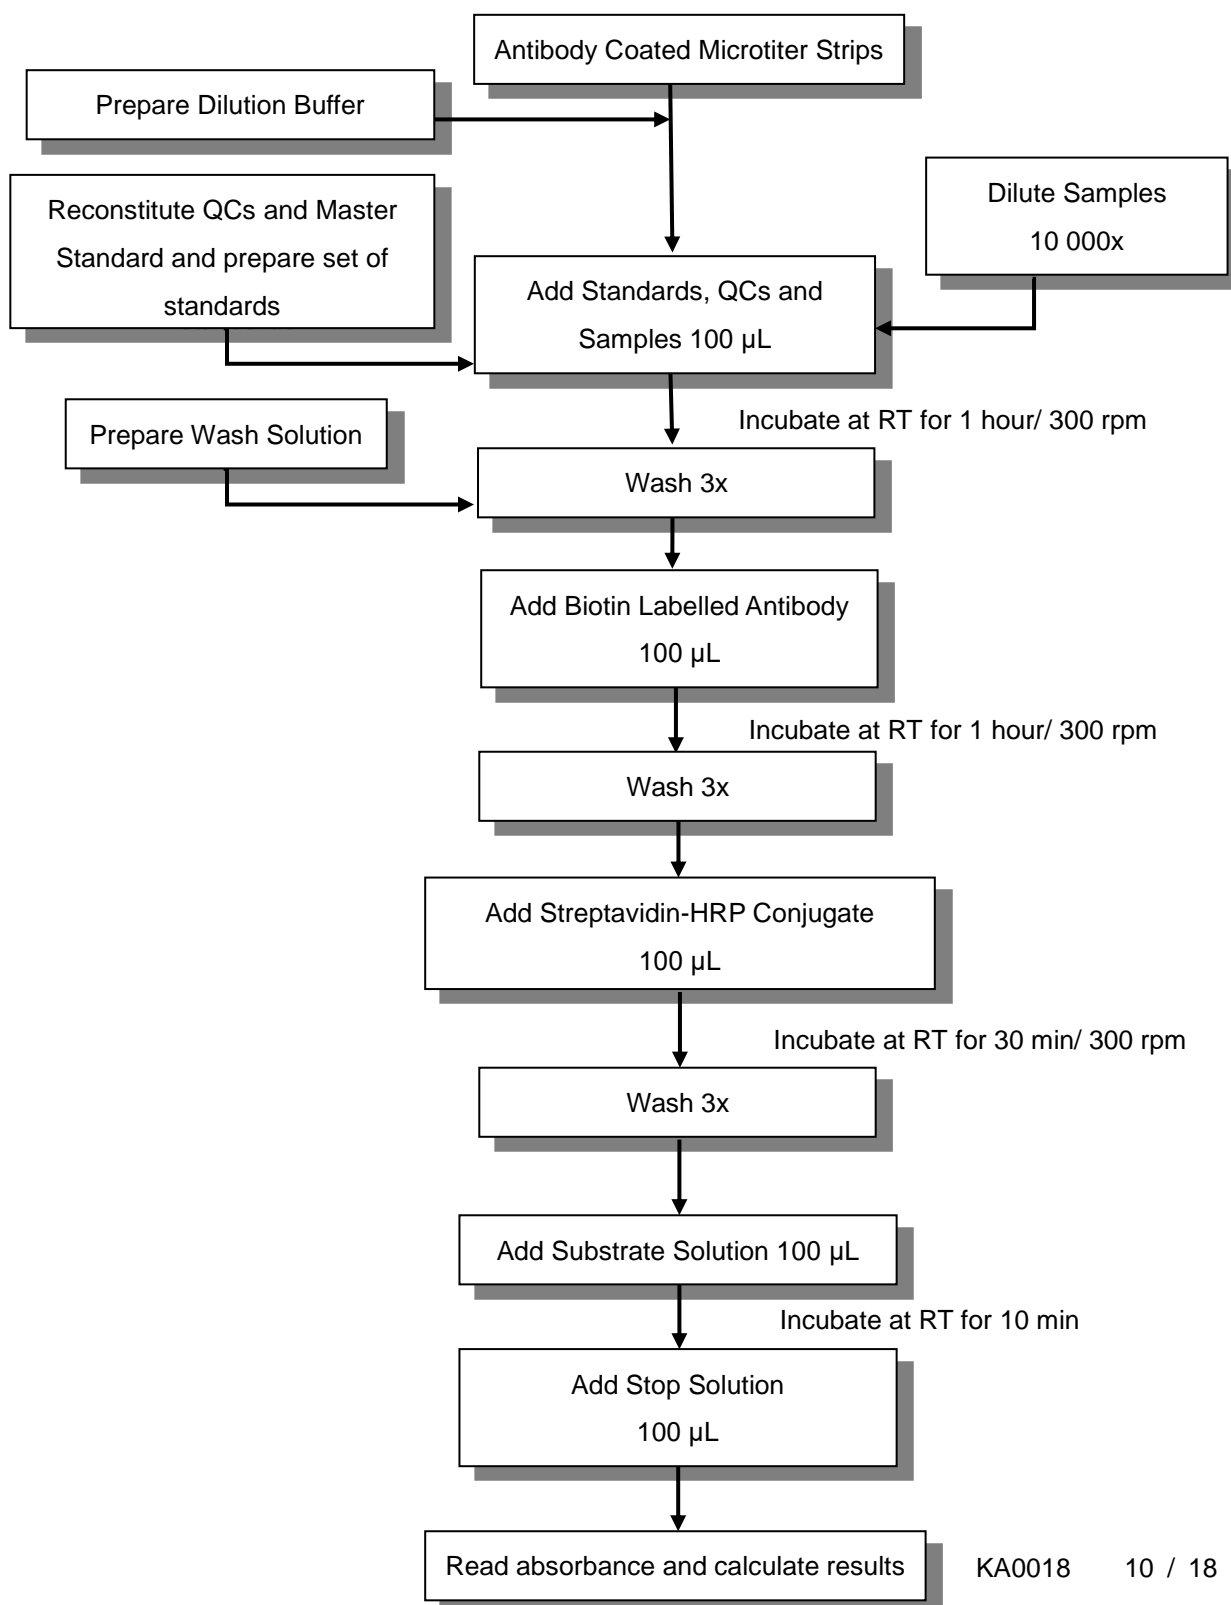 Antibody Coated Microtiter Strips
Prepare Dilution Buffer
Reconstitute QCs and Master
Standard and prepare set of
standards
Dilute Samples
10 000x
Add Standards, QCs and
Samples 100 µL
Incubate at RT for 1 hour/ 300 rpm
Prepare Wash Solution
Wash 3x
Add Biotin Labelled Antibody
100 µL
Incubate at RT for 1 hour/ 300 rpm
Wash 3x
Add Streptavidin-HRP Conjugate
100 µL
Incubate at RT for 30 min/ 300 rpm
Wash 3x
Add Substrate Solution 100 µL
Incubate at RT for 10 min
Add Stop Solution
100 µL
Read absorbance and calculate results
KA0018 10 / 18